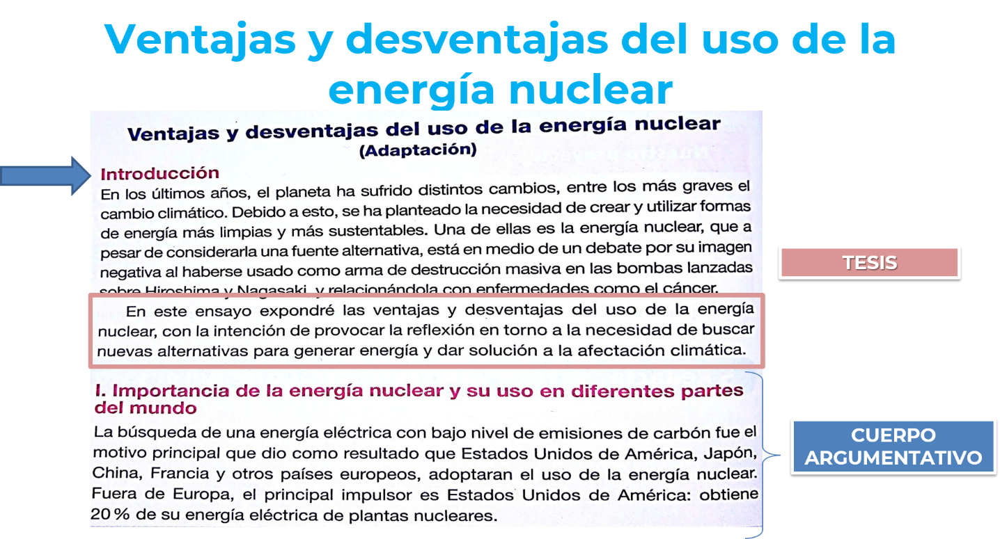 Ventajas y desventajas del uso de la
energía nuclear
Ventajas y desventajas del uso de la energía nuclear
(Adaptación)
Introducción
En los últimos años, el planeta ha sufrido distintos cambios, entre los más graves el
cambio climático. Debido a esto, se ha planteado la necesidad de crear y utilizar formas
de energía más limpias y más sustentables. Una de ellas es la energía nuclear, que a
pesar de considerarla una fuente alternativa, está en medio de un debate por su imagen
negativa al haberse usado como arma de destrucción masiva en las bombas lanzadas
sobre Hiroshima y Nagasaki, y relacionándola con enfermedades como el cáncer.
En este ensayo expondré las ventajas y desventajas del uso de la energía
nuclear, con la intención de provocar la reflexión en torno a la necesidad de buscar
nuevas alternativas para generar energía y dar solución a la afectación climática.
TESIS
I. Importancia de la energía nuclear y su uso en diferentes partes
del mundo
La búsqueda de una energía eléctrica con bajo nivel de emisiones de carbón fue el
motivo principal que dio como resultado que Estados Unidos de América, Japón,
China, Francia y otros países europeos, adoptaran el uso de la energía nuclear.
Fuera de Europa, el principal impulsor es Estados Unidos de América: obtiene
20% de su energía eléctrica de plantas nucleares.
CUERPO
ARGUMENTATIVO